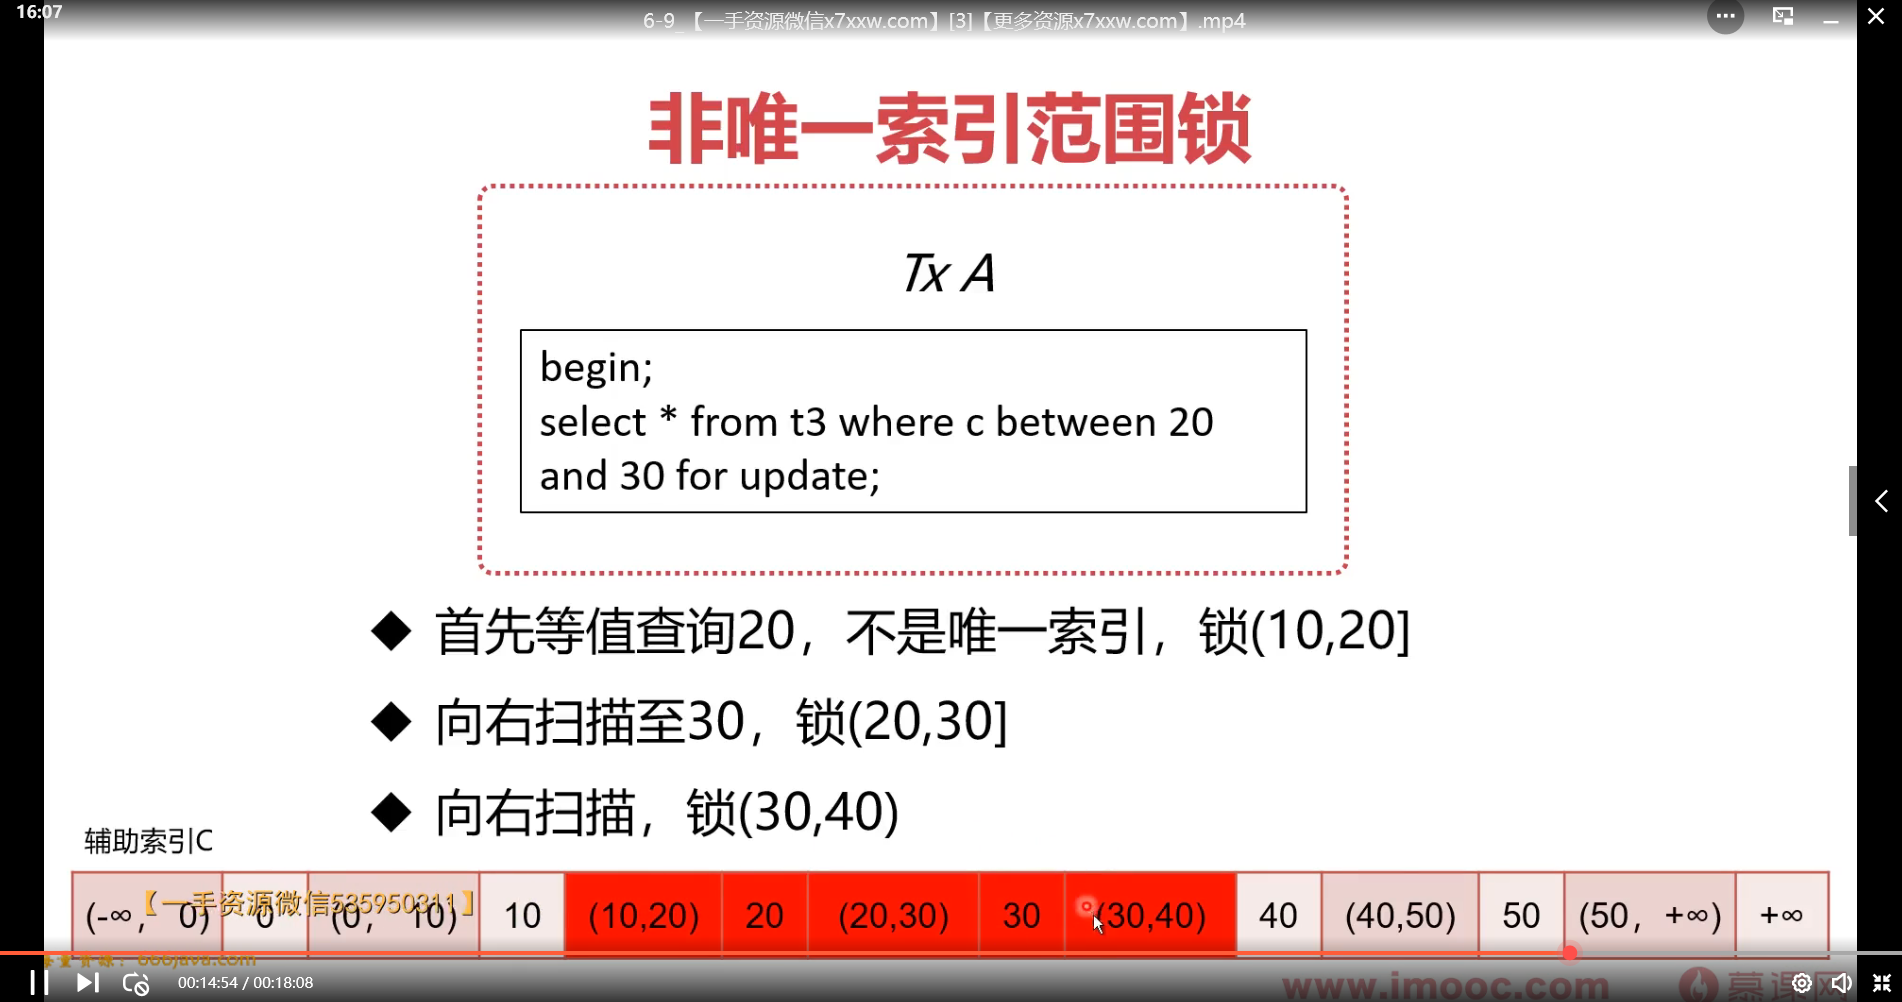 16:07
6-9_【一手资源微信x7xxw.com】[3]【更多资源x7xxw.com】.mp4
非唯一索引范围锁
Tx A
begin;
select * from t3 where c between 20
and 30 for update;
◆ 首先等值查询20，不是唯一索引，锁(10,20]
◆ 向右扫描至30，锁(20,30]
◆ 向右扫描，锁(30,40)
辅助索引C
【一手资源微信535950311】
(-∞，0) 0 (0，10) 10 (10,20) 20 (20,30) 30 (30,40) 40 (40,50) 50 (50，+∞) +∞
00:14:54 / 00:18:08
www.imooc.com 慕课网